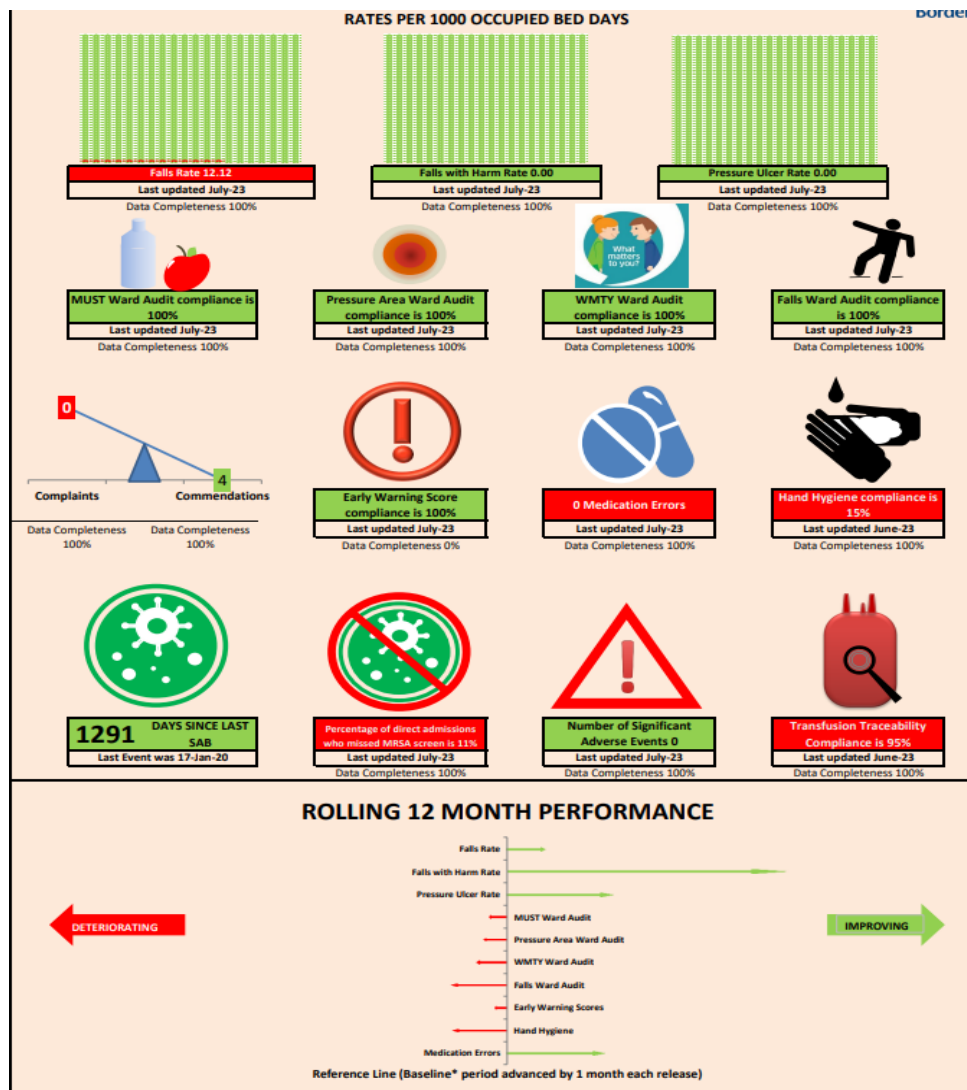 Border
RATES PER 1000 OCCUPIED BED DAYS
Falls Rate 12.12
Last updated July-23
Data Completeness 100%
Falls with Harm Rate 0.00
Last updated July-23
Data Completeness 100%
Pressure Ulcer Rate 0.00
Last updated July-23
Data Completeness 100%
What
matters
to you?
MUST Ward Audit compliance is
100%
Last updated July-23
Data Completeness 100%
Pressure Area Ward Audit
compliance is 100%
Last updated July-23
Data Completeness 100%
WMTY Ward Audit
compliance is 100%
Last updated July-23
Data Completeness 100%
Falls Ward Audit compliance
is 100%
Last updated July-23
Data Completeness 100%
0
4
Complaints
Commendations
Data Completeness
100%
Data Completeness
100%
Early Warning Score
compliance is 100%
Last updated July-23
Data Completeness 0%
0 Medication Errors
Last updated July-23
Data Completeness 100%
Hand Hygiene compliance is
15%
Last updated June-23
Data Completeness 100%
1291 DAYS SINCE LAST
SAB
Last Event was 17-Jan-20
Percentage of direct admissions
who missed MRSA screen is 11%
Last updated July-23
Data Completeness 100%
Number of Significant
Adverse Events 0
Last updated July-23
Data Completeness 100%
Transfusion Traceability
Compliance is 95%
Last updated June-23
Data Completeness 100%
ROLLING 12 MONTH PERFORMANCE
Falls Rate
Falls with Harm Rate
Pressure Ulcer Rate
MUST Ward Audit
DETERIORATING
IMPROVING
Pressure Area Ward Audit
WMTY Ward Audit
Falls Ward Audit
Early Warning Scores
Hand Hygiene
Medication Errors
Reference Line (Baseline* period advanced by 1 month each release)